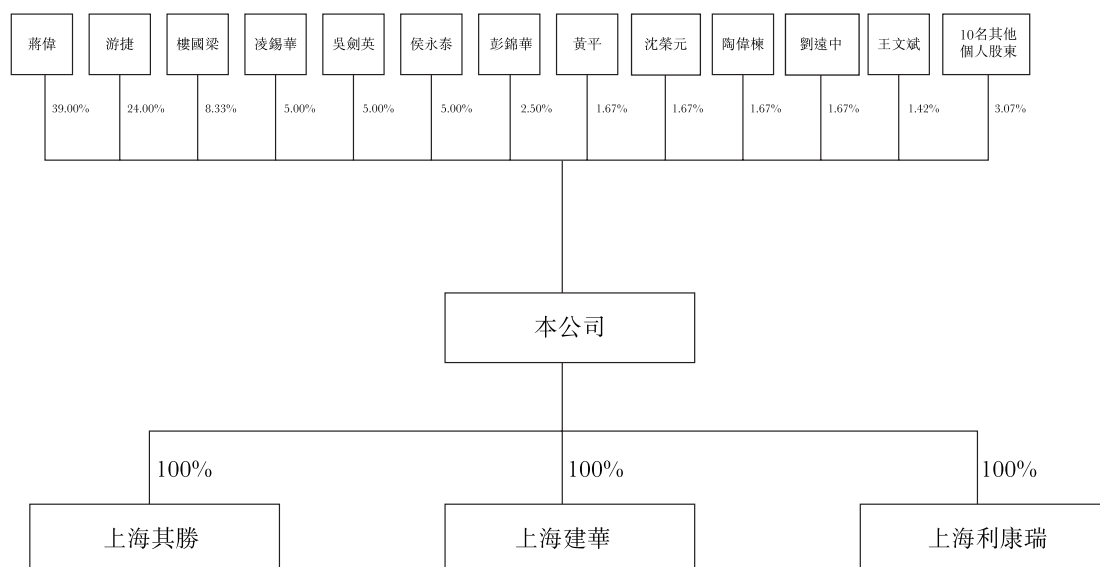 蔣偉
游捷
樓國梁
凌錫華
吳劍英
侯永泰
彭錦華
黃平
沈榮元
陶偉棟
劉遠中
王文斌
10名其他
個人股東
39.00%
24.00%
8.33%
5.00%
5.00%
5.00%
2.50%
1.67%
1.67%
1.67%
1.67%
1.42%
3.07%
本公司
100%
100%
100%
上海其勝
上海建華
上海利康瑞